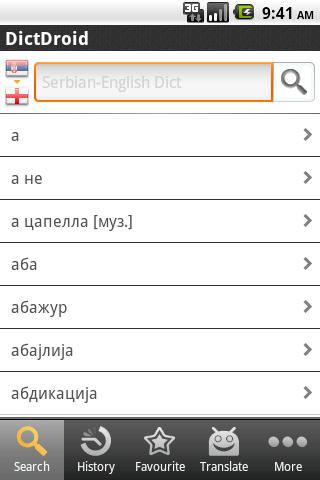 3G 9:41 AM
DictDroid
Serbian-English Dict
а
а не
а цапелла [муз.]
аба
абажур
абајлија
абдикација
Search History Favourite Translate More